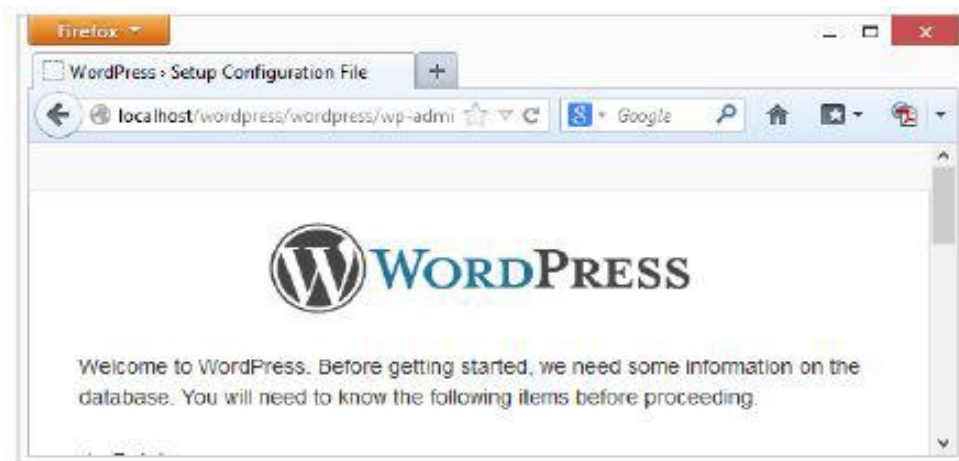 Firefox
WordPress › Setup Configuration File
localhost/wordpress/wordpress/wp-admi
Google
WORDPRESS
Welcome to WordPress. Before getting started, we need some information on the
database. You will need to know the following items before proceeding.